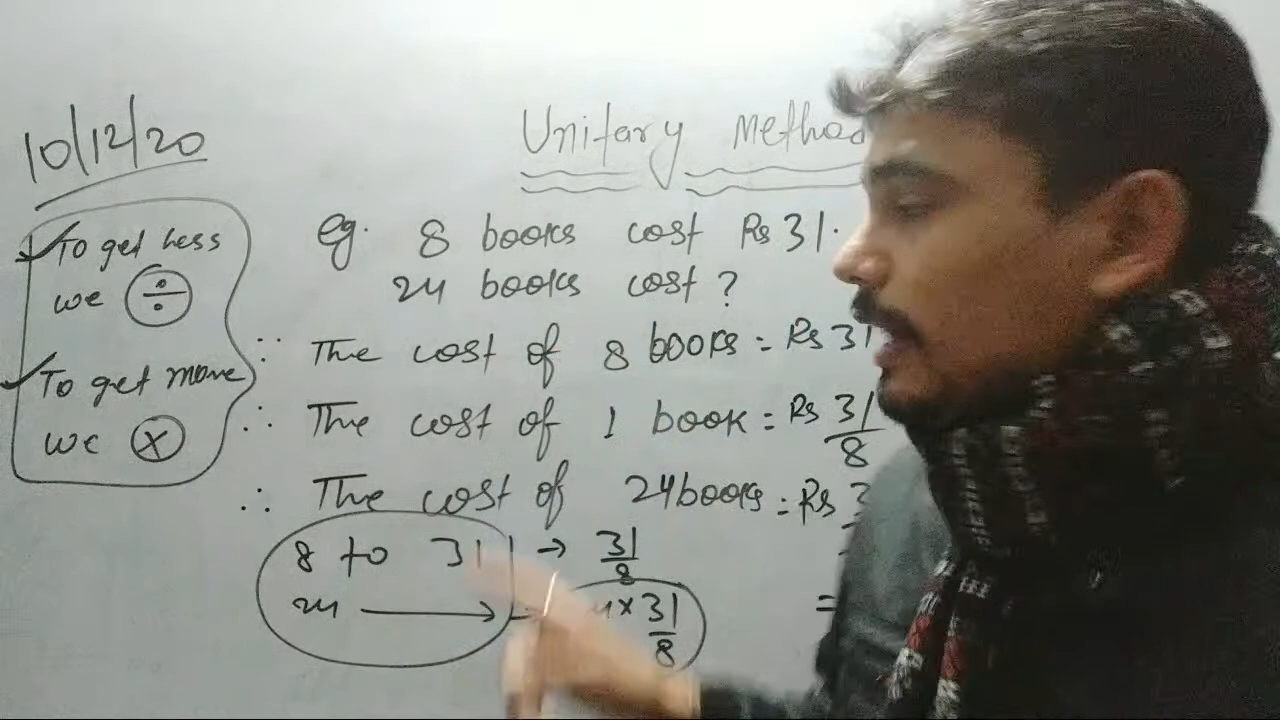 10/12/20
Unitary Method
To get Less
we ÷
To get more
we ×
eg. 8 books cost Rs 31.
24 books cost ?
∵ The cost of 8 books = Rs 31
∴ The cost of 1 book = Rs 31/8
∴ The cost of 24 books = Rs
8 to 31 1 → 31/8
24 → × 31/8
=